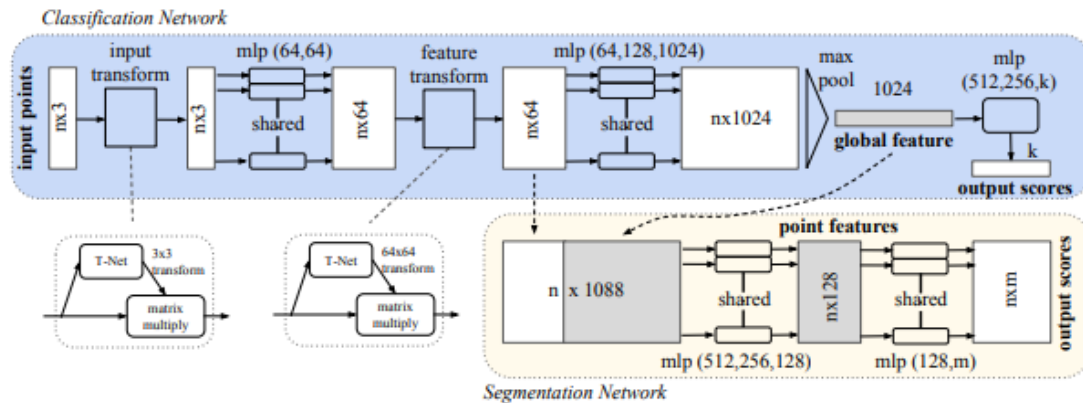 Classification Network
input points
nx3
input
transform
nx3
mlp (64,64)
shared
nx64
feature
transform
nx64
mlp (64,128,1024)
shared
nx1024
max
pool
1024
global feature
mlp
(512,256,k)
k
output scores
T-Net
3x3
transform
matrix
multiply
T-Net
64x64
transform
matrix
multiply
point features
n x 1088
shared
mlp (512,256,128)
nx128
shared
mlp (128,m)
nxm
output scores
Segmentation Network